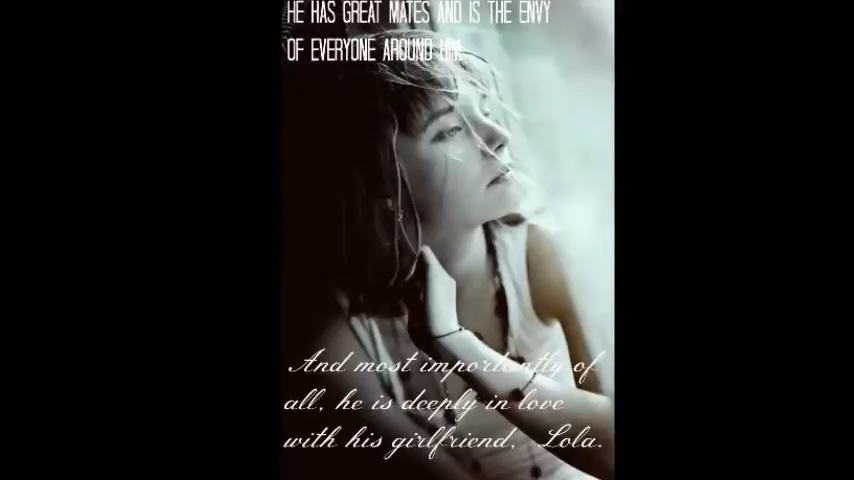 HE HAS GREAT MATES AND IS THE ENVY
OF EVERYONE AROUND HIM.
And most importantly of
all, he is deeply in love
with his girlfriend, Lola.